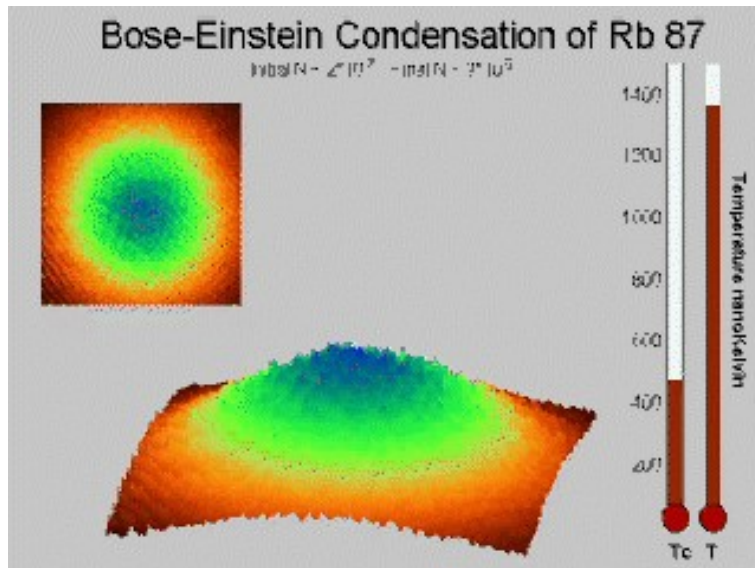 Bose-Einstein Condensation of Rb 87
1400
1200
1000
800
600
400
200
Temperature nanoKelvin
Tc T